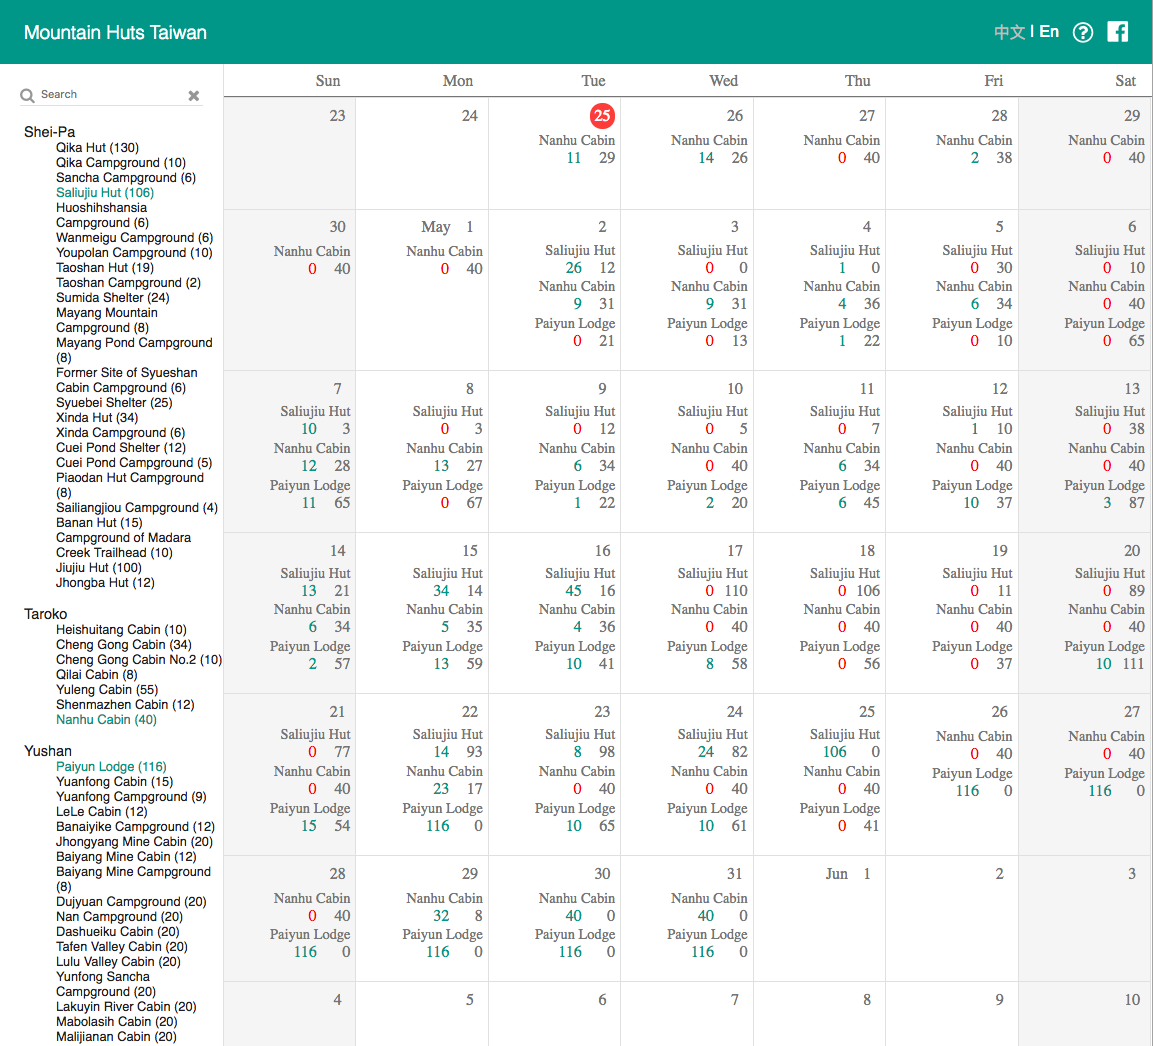 Mountain Huts Taiwan
中文 | En ?
Search
Shei-Pa
Qika Hut (130)
Qika Campground (10)
Sancha Campground (6)
Saliujiu Hut (106)
Huoshihshansia
Campground (6)
Wanmeigu Campground (6)
Youpolan Campground (10)
Taoshan Hut (19)
Taoshan Campground (2)
Sumida Shelter (24)
Mayang Mountain
Campground (8)
Mayang Pond Campground
(8)
Former Site of Syueshan
Cabin Campground (6)
Syuebei Shelter (25)
Xinda Hut (34)
Xinda Campground (6)
Cuei Pond Shelter (12)
Cuei Pond Campground (5)
Piaodan Hut Campground
(8)
Sailiangjiou Campground (4)
Banan Hut (15)
Campground of Madara
Creek Trailhead (10)
Jiujiu Hut (100)
Jhongba Hut (12)
Taroko
Heishuitang Cabin (10)
Cheng Gong Cabin (34)
Cheng Gong Cabin No.2 (10)
Qilai Cabin (8)
Yuleng Cabin (55)
Shenmazhen Cabin (12)
Nanhu Cabin (40)
Yushan
Paiyun Lodge (116)
Yuanfong Cabin (15)
Yuanfong Campground (9)
LeLe Cabin (12)
Banaiyike Campground (12)
Jhongyang Mine Cabin (20)
Baiyang Mine Cabin (12)
Baiyang Mine Campground
(8)
Dujyuan Campground (20)
Nan Campground (20)
Dashueiku Cabin (20)
Tafen Valley Cabin (20)
Lulu Valley Cabin (20)
Yunfong Sancha
Campground (20)
Lakuyin River Cabin (20)
Mabolasih Cabin (20)
Malijianan Cabin (20)
Sun Mon Tue Wed Thu Fri Sat
23 24 25 26 27 28 29
Nanhu Cabin Nanhu Cabin Nanhu Cabin Nanhu Cabin Nanhu Cabin
11 29 14 26 0 40 2 38 0 40
30 May 1 2 3 4 5 6
Nanhu Cabin Nanhu Cabin Saliujiu Hut Saliujiu Hut Saliujiu Hut Saliujiu Hut Saliujiu Hut
0 40 0 40 26 12 0 0 1 0 0 30 0 10
Nanhu Cabin Nanhu Cabin Nanhu Cabin Nanhu Cabin Nanhu Cabin
9 31 9 31 4 36 6 34 0 40
Paiyun Lodge Paiyun Lodge Paiyun Lodge Paiyun Lodge Paiyun Lodge
0 21 0 13 1 22 0 10 0 65
7 8 9 10 11 12 13
Saliujiu Hut Saliujiu Hut Saliujiu Hut Saliujiu Hut Saliujiu Hut Saliujiu Hut Saliujiu Hut
10 3 0 3 0 12 0 5 0 7 1 10 0 38
Nanhu Cabin Nanhu Cabin Nanhu Cabin Nanhu Cabin Nanhu Cabin Nanhu Cabin Nanhu Cabin
12 28 13 27 6 34 0 40 6 34 0 40 0 40
Paiyun Lodge Paiyun Lodge Paiyun Lodge Paiyun Lodge Paiyun Lodge Paiyun Lodge Paiyun Lodge
11 65 0 67 1 22 2 20 6 45 10 37 3 87
14 15 16 17 18 19 20
Saliujiu Hut Saliujiu Hut Saliujiu Hut Saliujiu Hut Saliujiu Hut Saliujiu Hut Saliujiu Hut
13 21 34 14 45 16 0 110 0 106 0 11 0 89
Nanhu Cabin Nanhu Cabin Nanhu Cabin Nanhu Cabin Nanhu Cabin Nanhu Cabin Nanhu Cabin
6 34 5 35 4 36 0 40 0 40 0 40 0 40
Paiyun Lodge Paiyun Lodge Paiyun Lodge Paiyun Lodge Paiyun Lodge Paiyun Lodge Paiyun Lodge
2 57 13 59 10 41 8 58 0 56 0 37 10 111
21 22 23 24 25 26 27
Saliujiu Hut Saliujiu Hut Saliujiu Hut Saliujiu Hut Saliujiu Hut Nanhu Cabin Nanhu Cabin
0 77 14 93 8 98 24 82 106 0 0 40 0 40
Nanhu Cabin Nanhu Cabin Nanhu Cabin Nanhu Cabin Nanhu Cabin Paiyun Lodge Paiyun Lodge
0 40 23 17 0 40 0 40 0 40 116 0 116 0
Paiyun Lodge Paiyun Lodge Paiyun Lodge Paiyun Lodge Paiyun Lodge
15 54 116 0 10 65 10 61 0 41
28 29 30 31 Jun 1 2 3
Nanhu Cabin Nanhu Cabin Nanhu Cabin Nanhu Cabin
0 40 32 8 40 0 40 0
Paiyun Lodge Paiyun Lodge Paiyun Lodge Paiyun Lodge
116 0 116 0 116 0 116 0
4 5 6 7 8 9 10